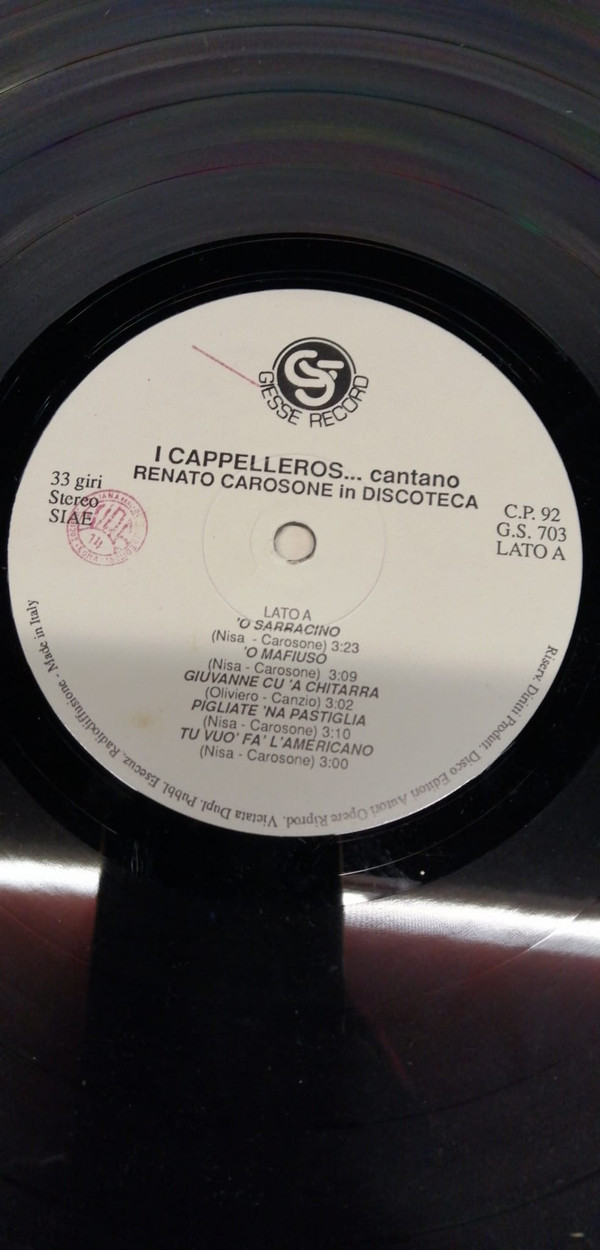 GIESSE RECORD
I CAPPELLEROS... cantano
RENATO CAROSONE in DISCOTECA
33 giri
Stereo
SIAE
C.P. 92
G.S. 703
LATO A
LATO A
'O SARRACINO
(Nisa - Carosone) 3:23
'O MAFIUSO
(Nisa - Carosone) 3:09
GIUVANNE CU 'A CHITARRA
(Oliviero - Canzio) 3:02
PIGLIATE 'NA PASTIGLIA
(Nisa - Carosone) 3:10
TU VUO' FA' L'AMERICANO
(Nisa - Carosone) 3:00
Riserv. Diritti Produtt. Disco Editori Autori Opere Riprod. Vietata Dupl. Pubbl. Esecuz. Radiodiffusione - Made in Italy